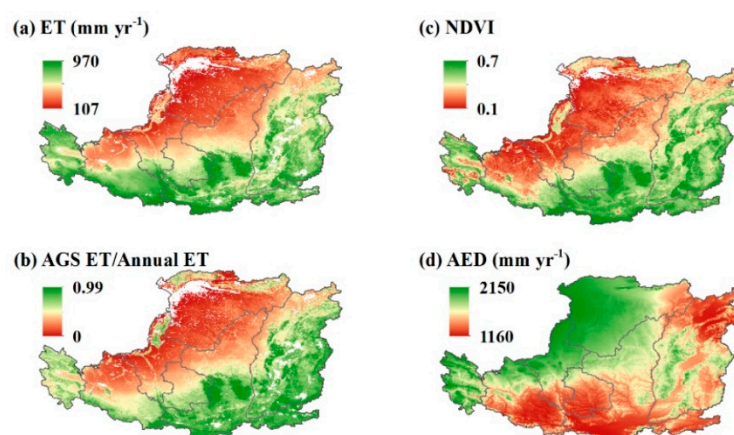 (a) ET (mm yr⁻¹)
970
107
(c) NDVI
0.7
0.1
(b) AGS ET/Annual ET
0.99
0
(d) AED (mm yr⁻¹)
2150
1160